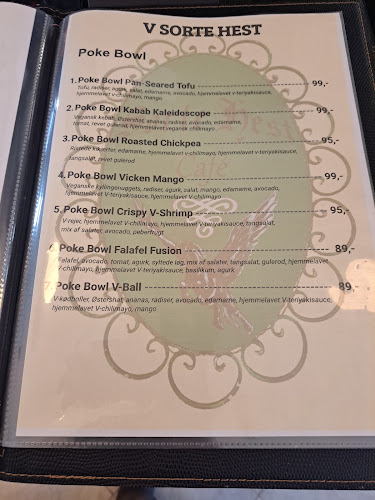 V SORTE HEST
Poke Bowl
1. Poke Bowl Pan-Seared Tofu 99,-
Tofu, radiser, agurk, salat, edamame, avocado, hjemmelavet v-teriyakisauce,
hjemmelavet V-chilimayo, mango
2. Poke Bowl Kabab Kaleidoscope 99,-
Vegansk kebab, Østershat, ananas, radiser, avocado, edamame,
tomat, revet gulerod, hjemmelavet vegansk chilimayo
3. Poke Bowl Roasted Chickpea 95,-
Ristede kikærter, edamame, hjemmelavet v-chilimayo, hjemmelavet v-teriyakisauce,
tangsalat, revet gulerod
4. Poke Bowl Vicken Mango 99,-
Veganske kyllingenuggets, radiser, agurk, salat, mango, edamame, avocado,
hjemmelavet V-teriyakisauce, hjemmelavet V-chilimayo
5. Poke Bowl Crispy V-Shrimp 95,-
V-rejer, hjemmelavet V-chilimayo, hjemmelavet V-teriyakisauce, tangsalat,
mix af salater, avocado, peberfrugt
6. Poke Bowl Falafel Fusion 89,-
Falafel, avocado, tomat, agurk, syltede løg, mix af salater, tangsalat, gulerod, hjemmelavet
V-chilimayo, hjemmelavet V-teriyakisauce, basilikum, agurk
7. Poke Bowl V-Ball 89,-
V-kødboller, Østershat, ananas, radiser, avocado, edamame, hjemmelavet V-teriyakisauce,
hjemmelavet V-chilimayo, mango